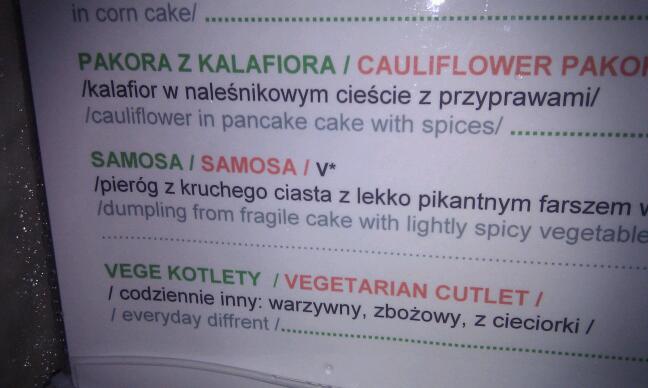 in corn cake/ ........................
PAKORA Z KALAFIORA / CAULIFLOWER
/kalafior w naleśnikowym cieście z przyprawami/
/cauliflower in pancake cake with spices/ ........................
SAMOSA / SAMOSA / V*
/pieróg z kruchego ciasta z lekko pikantnym farszem
/dumpling from fragile cake with lightly spicy vegetable
........................
VEGE KOTLETY / VEGETARIAN CUTLET /
/ codziennie inny: warzywny, zbożowy, z cieciorki /
/ everyday diffrent /........................